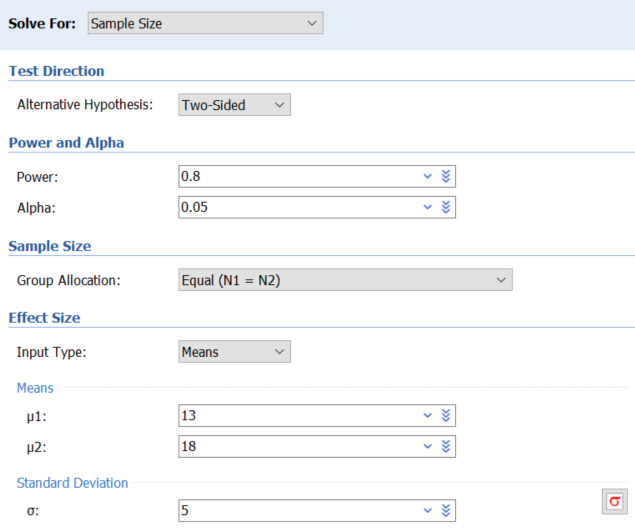 Solve For: Sample Size
Test Direction
Alternative Hypothesis: Two-Sided
Power and Alpha
Power: 0.8
Alpha: 0.05
Sample Size
Group Allocation: Equal (N1 = N2)
Effect Size
Input Type: Means
Means
μ1: 13
μ2: 18
Standard Deviation
σ: 5
σ